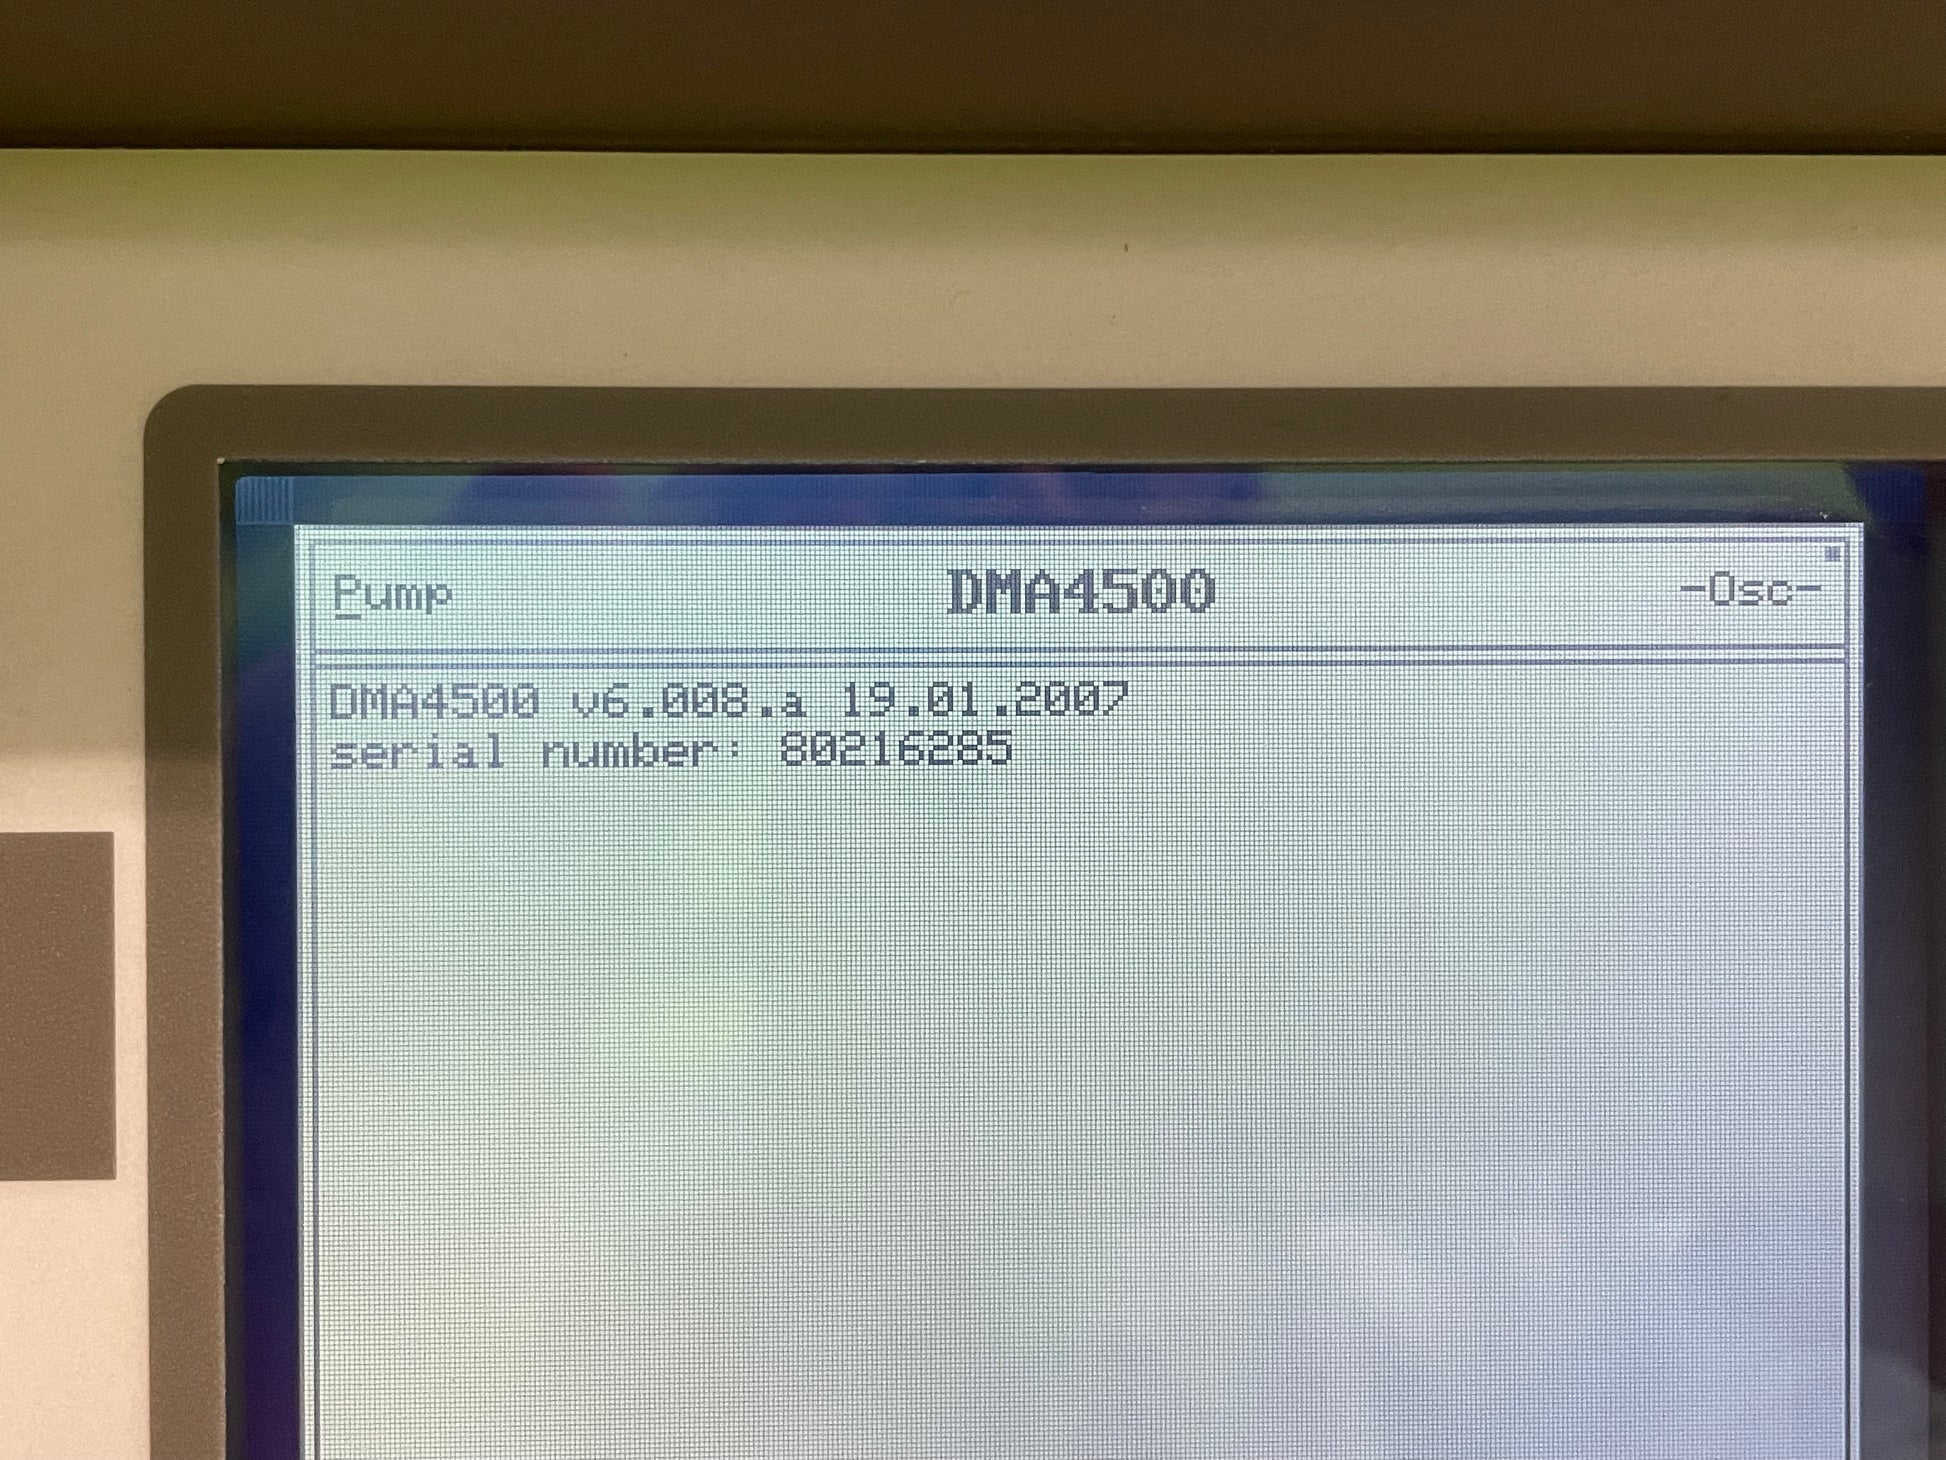 Pump DMA4500 -Osc-
DMA4500 v6.008.a 19.01.2007
serial number: 80216285